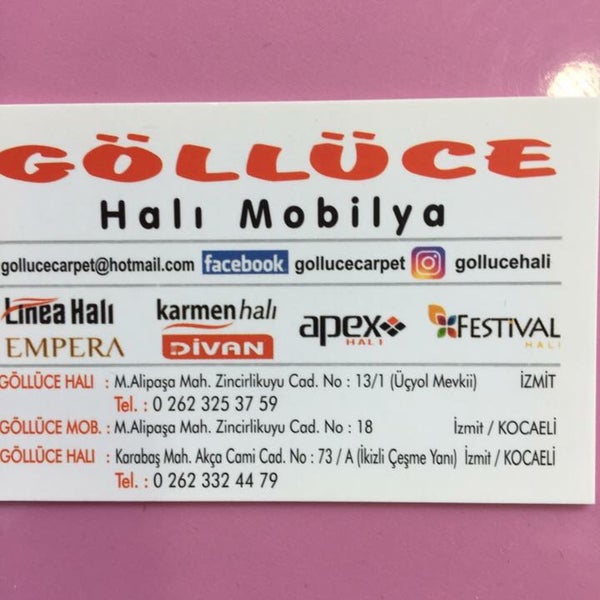 GÖLLÜCE
Halı Mobilya
gollucecarpet@hotmail.com facebook gollucecarpet gollucehali
Linea Halı karmen halı apex HALI FESTİVAL HALI
EMPERA DİVAN
GÖLLÜCE HALI : M.Alipaşa Mah. Zincirlikuyu Cad. No : 13/1 (Üçyol Mevkii) İZMİT
Tel. : 0 262 325 37 59
GÖLLÜCE MOB. : M.Alipaşa Mah. Zincirlikuyu Cad. No : 18 İzmit / KOCAELİ
GÖLLÜCE HALI : Karabaş Mah. Akça Cami Cad. No : 73 / A (İkizli Çeşme Yanı) İzmit / KOCAELİ
Tel. : 0 262 332 44 79